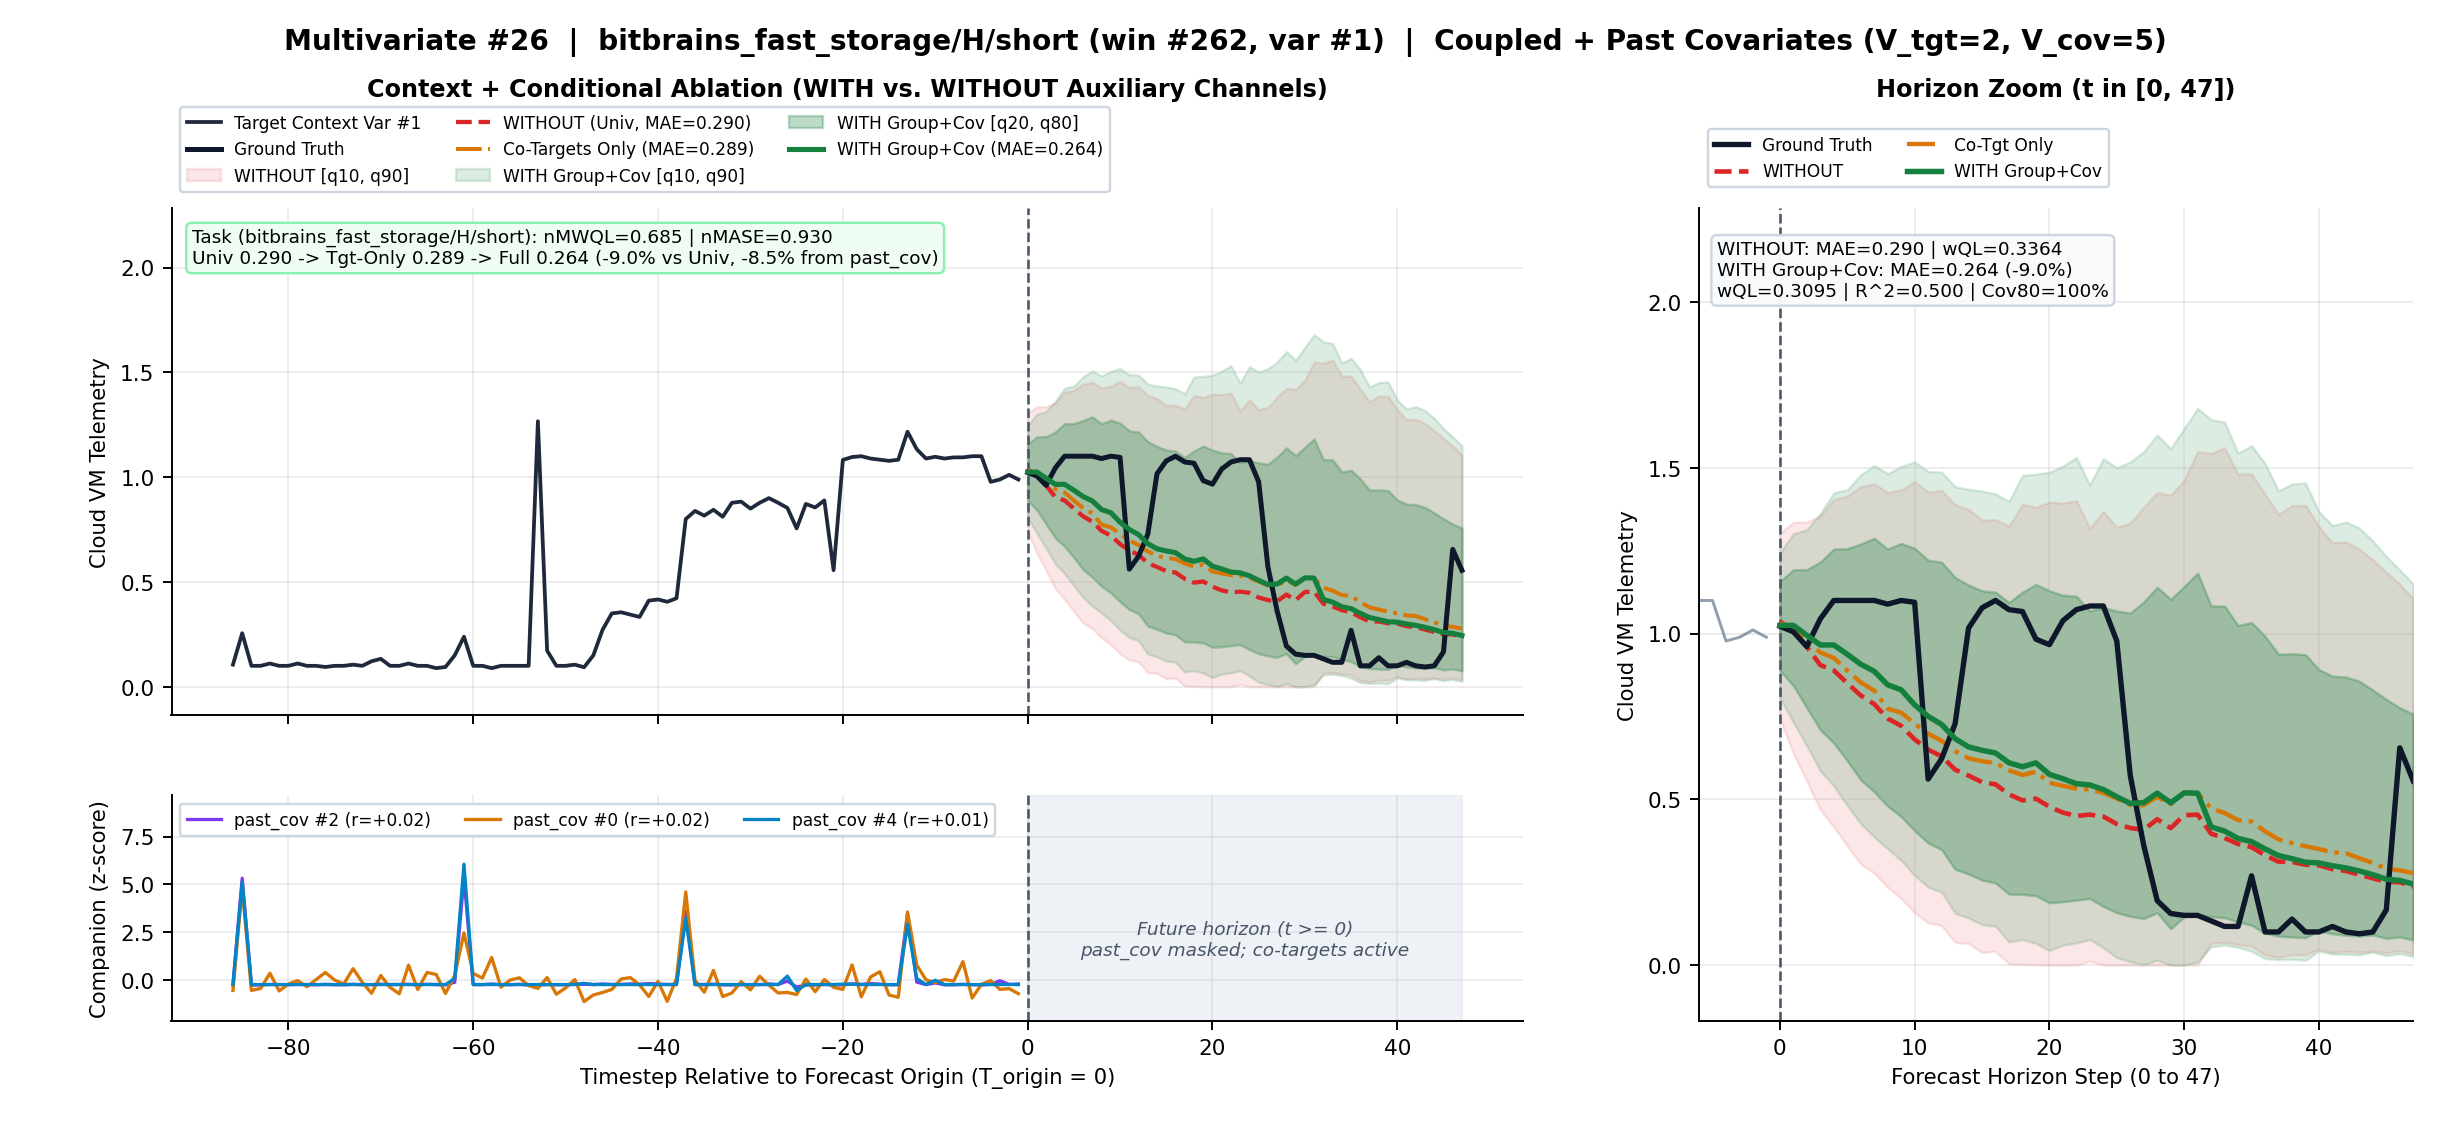 Multivariate #26 | bitbrains_fast_storage/H/short (win #262, var #1) | Coupled + Past Covariates (V_tgt=2, V_cov=5)
Context + Conditional Ablation (WITH vs. WITHOUT Auxiliary Channels)
Target Context Var #1
Ground Truth
WITHOUT [q10, q90]
WITHOUT (Univ, MAE=0.290)
Co-Targets Only (MAE=0.289)
WITH Group+Cov [q10, q90]
WITH Group+Cov [q20, q80]
WITH Group+Cov (MAE=0.264)
Task (bitbrains_fast_storage/H/short): nMWQL=0.685 | nMASE=0.930
Univ 0.290 -> Tgt-Only 0.289 -> Full 0.264 (-9.0% vs Univ, -8.5% from past_cov)
Cloud VM Telemetry
2.0
1.5
1.0
0.5
0.0
past_cov #2 (r=+0.02)
past_cov #0 (r=+0.02)
past_cov #4 (r=+0.01)
Companion (z-score)
7.5
5.0
2.5
0.0
Future horizon (t >= 0)
past_cov masked; co-targets active
−80
−60
−40
−20
0
20
40
Timestep Relative to Forecast Origin (T_origin = 0)
Horizon Zoom (t in [0, 47])
Ground Truth
WITHOUT
Co-Tgt Only
WITH Group+Cov
WITHOUT: MAE=0.290 | wQL=0.3364
WITH Group+Cov: MAE=0.264 (-9.0%)
wQL=0.3095 | R^2=0.500 | Cov80=100%
Cloud VM Telemetry
2.0
1.5
1.0
0.5
0.0
0
10
20
30
40
Forecast Horizon Step (0 to 47)